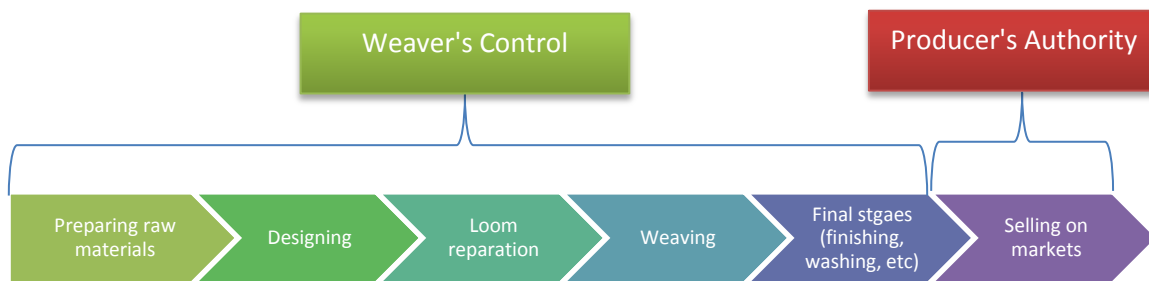 Weaver's Control
Producer's Authority
Preparing raw
materials
Designing
Loom
reparation
Weaving
Final stgaes
(finishing,
washing, etc)
Selling on
markets